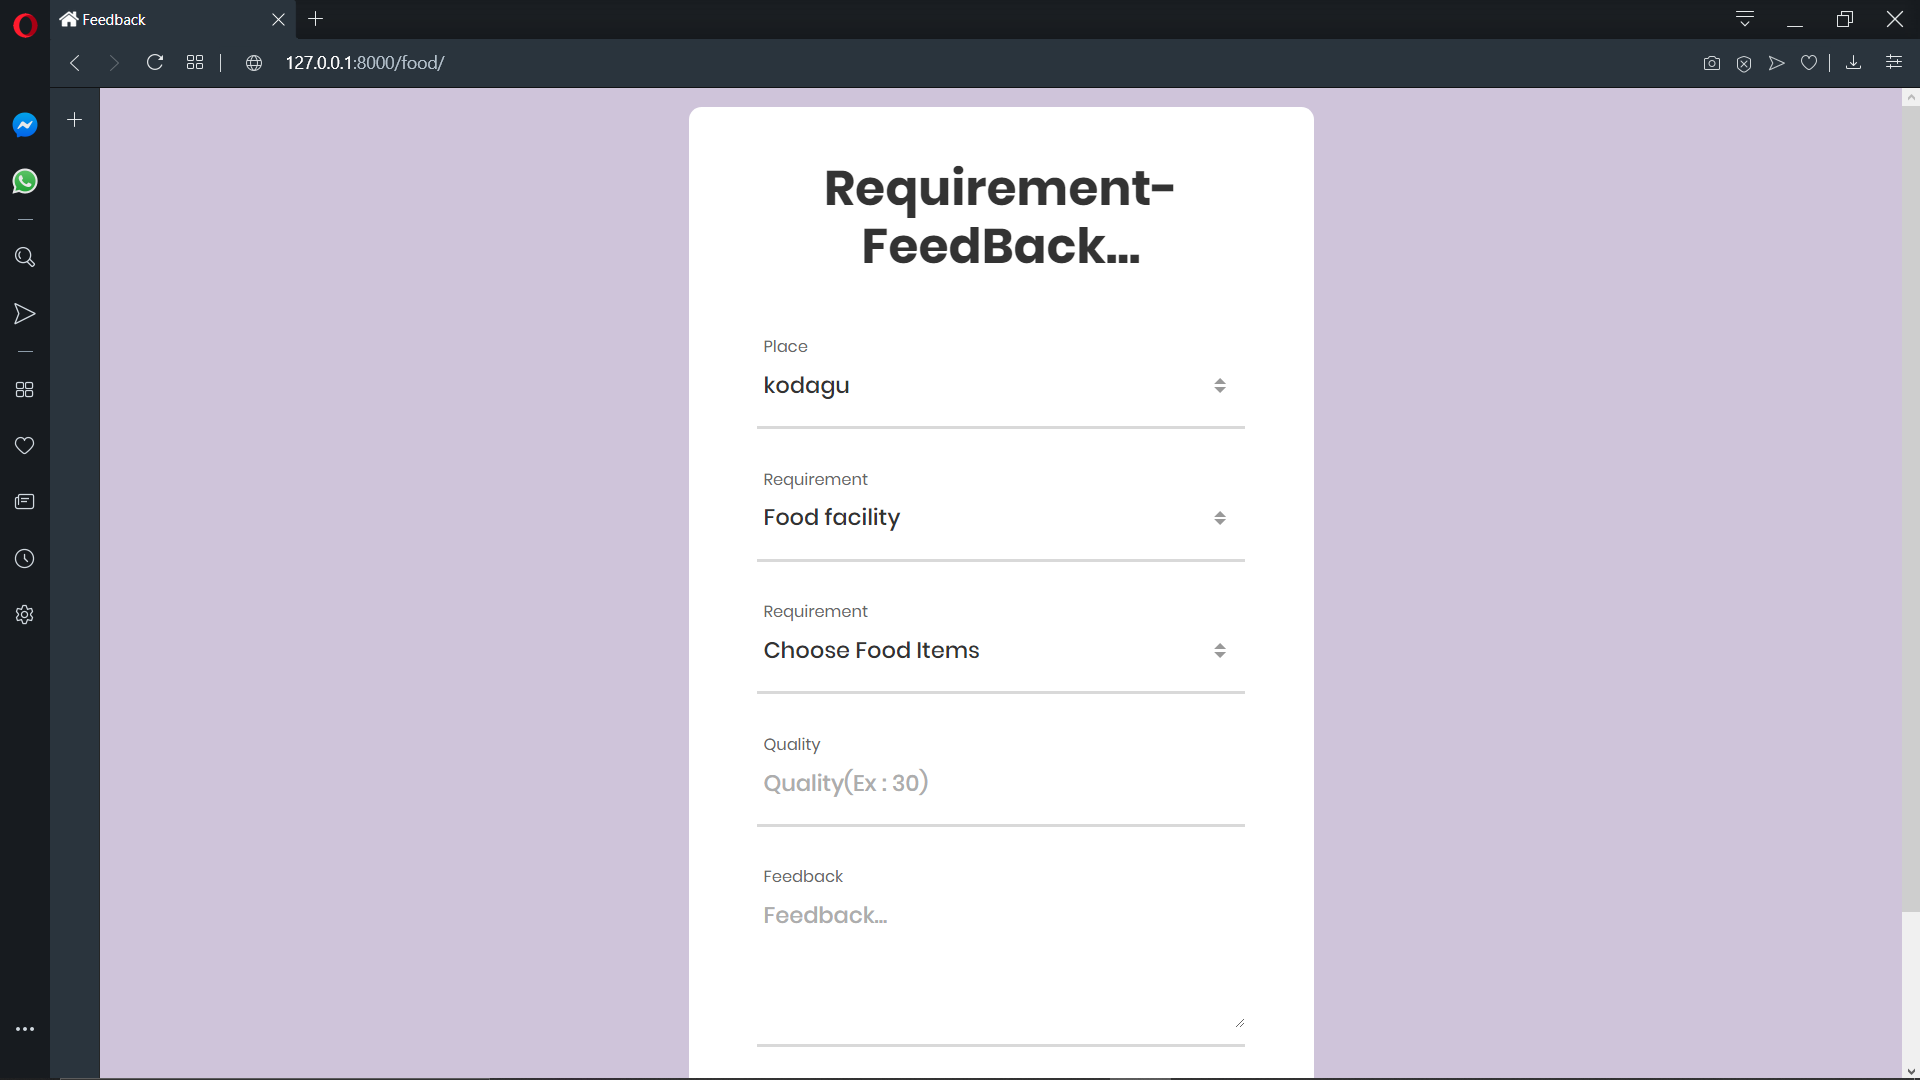 Feedback
127.0.0.1:8000/food/
Requirement-
FeedBack...
Place
kodagu
Requirement
Food facility
Requirement
Choose Food Items
Quality
Quality(Ex : 30)
Feedback
Feedback...